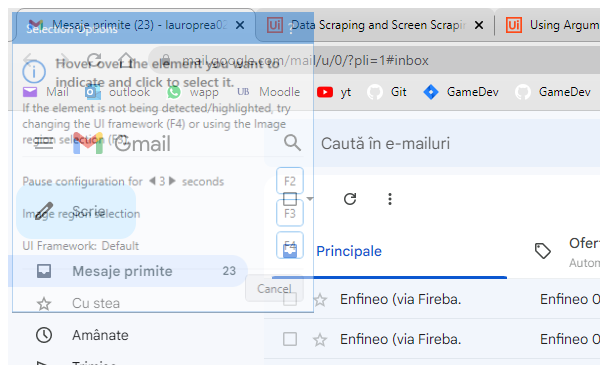 Mesaje primite (23) - lauroprea02
Data Scraping and Screen Scrapin
Using Argum
Selection Options
?
mail.google.com/mail/u/0/?pli=1#inbox
Hover over the element you want to
indicate and click to select it.
Mail
outlook
wapp
UB Moodle
yt
Git
GameDev
GameDev
If the element is not being detected/highlighted, try
changing the UI framework (F4) or using the Image
region selection (F3).
Gmail
Caută în e-mailuri
Pause configuration for 3 seconds
F2
Scrie
Image region selection
F3
UI Framework: Default
F4
Principale
Ofer
Autom
Mesaje primite 23
Cancel
Cu stea
Enfineo (via Fireba.
Enfineo O
Amânate
Enfineo (via Fireba.
Enfineo O
Trimise